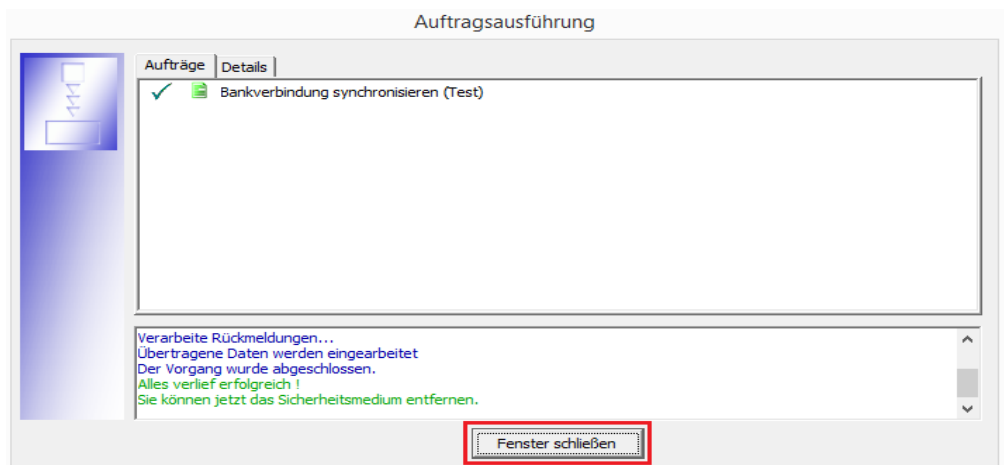 Auftragsausführung
Aufträge Details
Bankverbindung synchronisieren (Test)
Verarbeite Rückmeldungen...
Übertragene Daten werden eingearbeitet
Der Vorgang wurde abgeschlossen.
Alles verlief erfolgreich !
Sie können jetzt das Sicherheitsmedium entfernen.
Fenster schließen